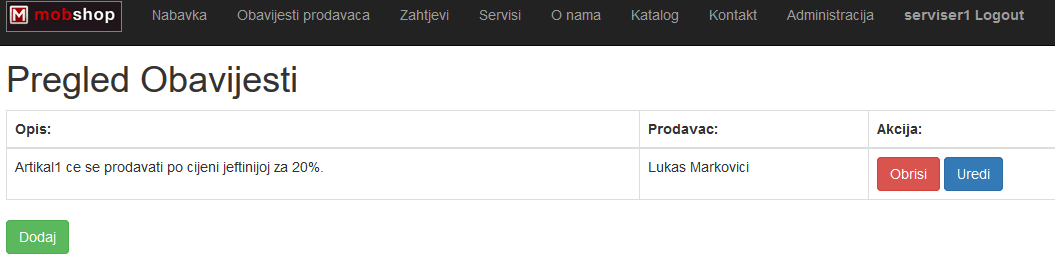 M mobshop Nabavka Obavijesti prodavaca Zahtjevi Servisi O nama Katalog Kontakt Administracija serviser1 Logout
Pregled Obavijesti
Opis: Prodavac: Akcija:
Artikal1 ce se prodavati po cijeni jeftinijoj za 20%. Lukas Markovici Obrisi Uredi
Dodaj